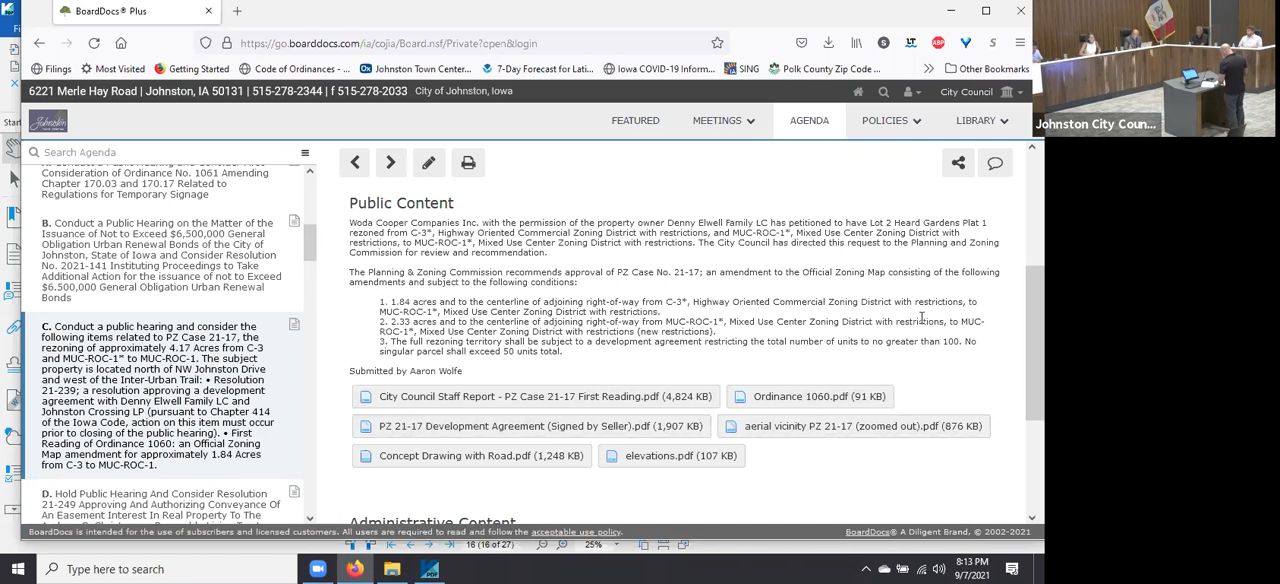 BoardDocs® Plus
https://go.boarddocs.com/ia/cojia/Board.nsf/Private?open&login
Filings
Most Visited
Getting Started
Code of Ordinances -...
Johnston Town Center...
7-Day Forecast for Lati...
Iowa COVID-19 Inform...
SING
Polk County Zip Code ...
Other Bookmarks
6221 Merle Hay Road | Johnston, IA 50131 | 515-278-2344 | f 515-278-2033
City of Johnston, Iowa
City Council
Johnston
FEATURED
MEETINGS
AGENDA
POLICIES
LIBRARY
Johnston City Coun...
Start
Search Agenda
Consideration of Ordinance No. 1061 Amending
Chapter 170.03 and 170.17 Related to
Regulations for Temporary Signage
B. Conduct a Public Hearing on the Matter of the
Issuance of Not to Exceed $6,500,000 General
Obligation Urban Renewal Bonds of the City of
Johnston, State of Iowa and Consider Resolution
No. 2021-141 Instituting Proceedings to Take
Additional Action for the issuance of not to Exceed
$6.500,000 General Obligation Urban Renewal
Bonds
C. Conduct a public hearing and consider the
following items related to PZ Case 21-17, the
rezoning of approximately 4.17 Acres from C-3
and MUC-ROC-1* to MUC-ROC-1. The subject
property is located north of NW Johnston Drive
and west of the Inter-Urban Trail: • Resolution
21-239; a resolution approving a development
agreement with Denny Elwell Family LC and
Johnston Crossing LP (pursuant to Chapter 414
of the Iowa Code, action on this item must occur
prior to closing of the public hearing). • First
Reading of Ordinance 1060: an Official Zoning
Map amendment for approximately 1.84 Acres
from C-3 to MUC-ROC-1.
D. Hold Public Hearing And Consider Resolution
21-249 Approving And Authorizing Conveyance Of
An Easement Interest In Real Property To The
Public Content
Woda Cooper Companies Inc. with the permission of the property owner Denny Elwell Family LC has petitioned to have Lot 2 Heard Gardens Plat 1
rezoned from C-3*, Highway Oriented Commercial Zoning District with restrictions, and MUC-ROC-1*, Mixed Use Center Zoning District with
restrictions, to MUC-ROC-1*, Mixed Use Center Zoning District with restrictions. The City Council has directed this request to the Planning and Zoning
Commission for review and recommendation.
The Planning & Zoning Commission recommends approval of PZ Case No. 21-17; an amendment to the Official Zoning Map consisting of the following
amendments and subject to the following conditions:
1. 1.84 acres and to the centerline of adjoining right-of-way from C-3*, Highway Oriented Commercial Zoning District with restrictions, to
MUC-ROC-1*, Mixed Use Center Zoning District with restrictions.
2. 2.33 acres and to the centerline of adjoining right-of-way from MUC-ROC-1*, Mixed Use Center Zoning District with restrictions, to MUC-
ROC-1*, Mixed Use Center Zoning District with restrictions (new restrictions).
3. The full rezoning territory shall be subject to a development agreement restricting the total number of units to no greater than 100. No
singular parcel shall exceed 50 units total.
Submitted by Aaron Wolfe
City Council Staff Report - PZ Case 21-17 First Reading.pdf (4,824 KB)
Ordinance 1060.pdf (91 KB)
PZ 21-17 Development Agreement (Signed by Seller).pdf (1,907 KB)
aerial vicinity PZ 21-17 (zoomed out).pdf (876 KB)
Concept Drawing with Road.pdf (1,248 KB)
elevations.pdf (107 KB)
Administrative Content
BoardDocs is intended for the use of subscribers and licensed customers. All users are required to read and follow the acceptable use policy.
BoardDocs® A Diligent Brand, © 2002-2021
16 (16 of 27)
25%
Type here to search
8:13 PM
9/7/2021